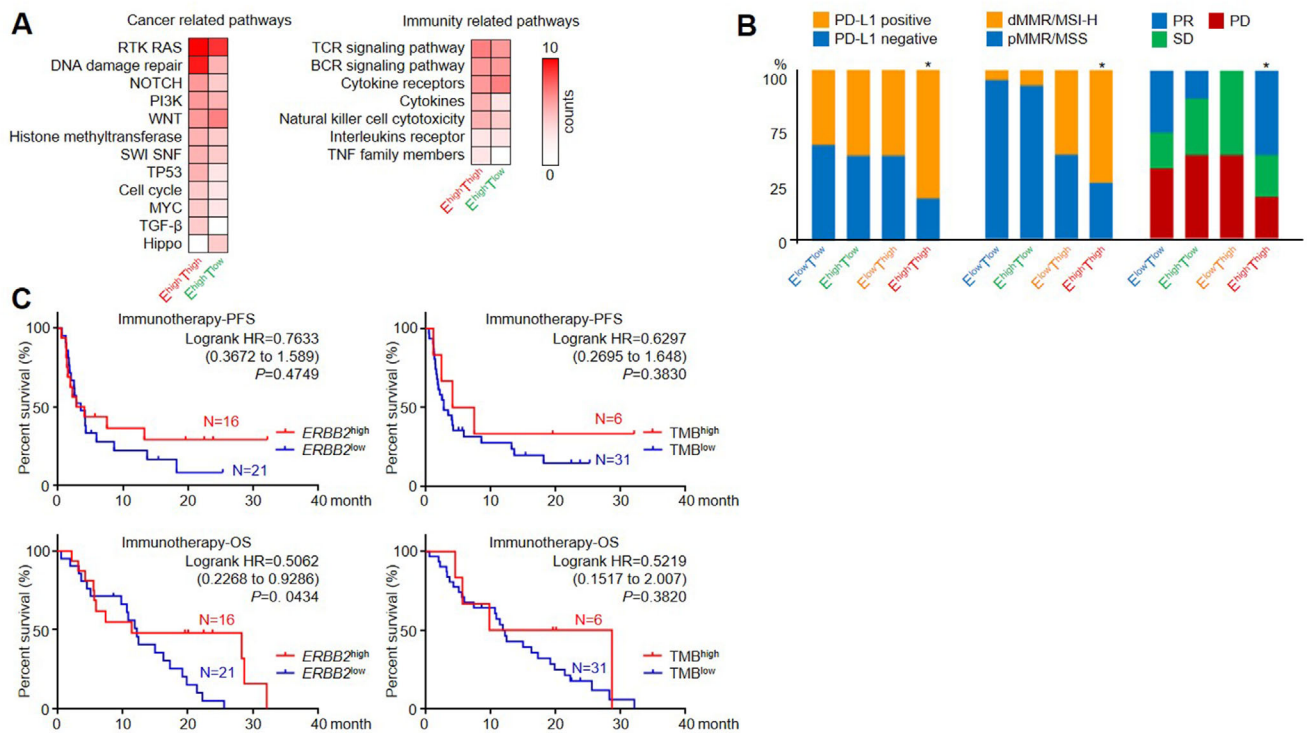 A
Cancer related pathways
RTK RAS
DNA damage repair
NOTCH
PI3K
WNT
Histone methyltransferase
SWI SNF
TP53
Cell cycle
MYC
TGF-β
Hippo
EhighThigh
EhighTlow
Immunity related pathways
TCR signaling pathway
BCR signaling pathway
Cytokine receptors
Cytokines
Natural killer cell cytotoxicity
Interleukins receptor
TNF family members
EhighThigh
EhighTlow
10
counts
0
B
PD-L1 positive
PD-L1 negative
dMMR/MSI-H
pMMR/MSS
PR
PD
SD
%
100
75
25
0
*
*
*
ElowTlow
EhighTlow
ElowThigh
EhighThigh
ElowTlow
EhighTlow
ElowThigh
EhighThigh
ElowTlow
EhighTlow
ElowThigh
EhighThigh
C
Immunotherapy-PFS
Logrank HR=0.7633
(0.3672 to 1.589)
P=0.4749
Percent survival (%)
100
50
0
N=16
N=21
ERBB2high
ERBB2low
0 10 20 30 40 month
Immunotherapy-PFS
Logrank HR=0.6297
(0.2695 to 1.648)
P=0.3830
Percent survival (%)
100
50
0
N=6
N=31
TMBhigh
TMBlow
0 10 20 30 40 month
Immunotherapy-OS
Logrank HR=0.5062
(0.2268 to 0.9286)
P=0. 0434
Percent survival (%)
100
50
0
N=16
N=21
ERBB2high
ERBB2low
0 10 20 30 40 month
Immunotherapy-OS
Logrank HR=0.5219
(0.1517 to 2.007)
P=0.3820
Percent survival (%)
100
50
0
N=6
N=31
TMBhigh
TMBlow
0 10 20 30 40 month